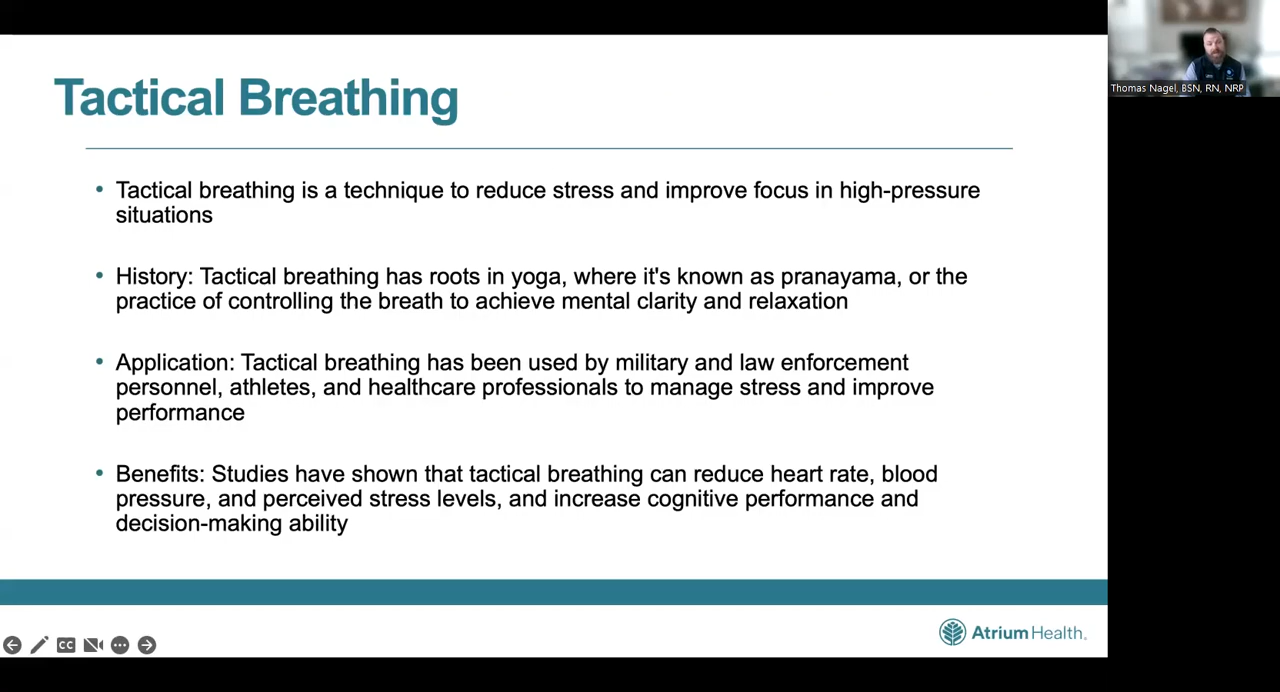 Tactical Breathing
Thomas Nagel, BSN, RN, NRP
• Tactical breathing is a technique to reduce stress and improve focus in high-pressure
situations
• History: Tactical breathing has roots in yoga, where it's known as pranayama, or the
practice of controlling the breath to achieve mental clarity and relaxation
• Application: Tactical breathing has been used by military and law enforcement
personnel, athletes, and healthcare professionals to manage stress and improve
performance
• Benefits: Studies have shown that tactical breathing can reduce heart rate, blood
pressure, and perceived stress levels, and increase cognitive performance and
decision-making ability
CC
Atrium Health.